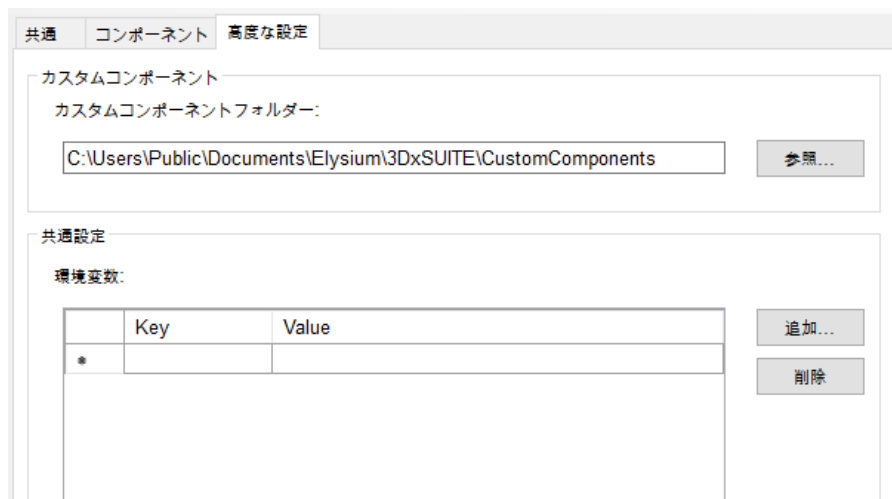 共通 コンポーネント 高度な設定
カスタムコンポーネント
カスタムコンポーネントフォルダー:
C:\Users\Public\Documents\Elysium\3DxSUITE\CustomComponents 参照...
共通設定
環境変数:
Key Value 追加...
* 削除